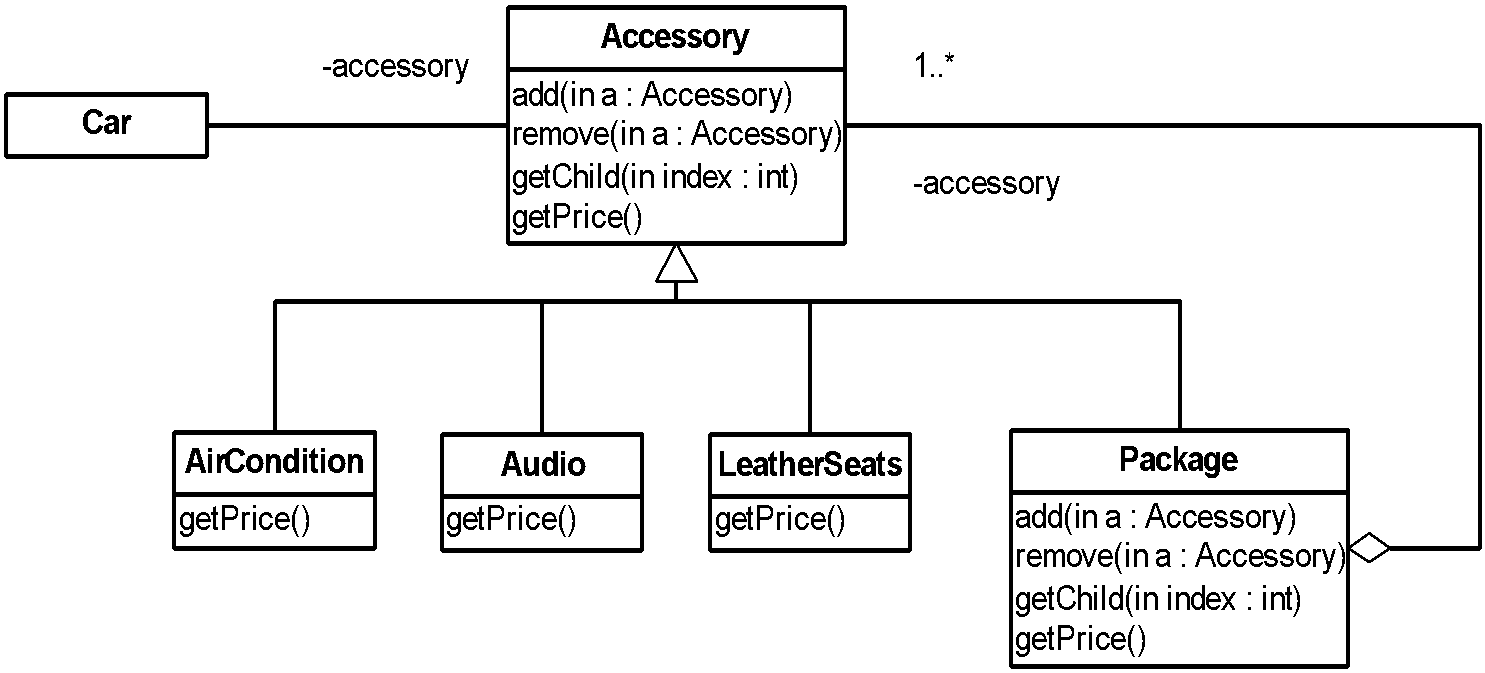 Accessory
-accessory
1..*
Car
add(in a : Accessory)
remove(in a : Accessory)
getChild(in index : int)
getPrice()
-accessory
AirCondition
getPrice()
Audio
getPrice()
LeatherSeats
getPrice()
Package
add(in a : Accessory)
remove(in a : Accessory)
getChild(in index : int)
getPrice()